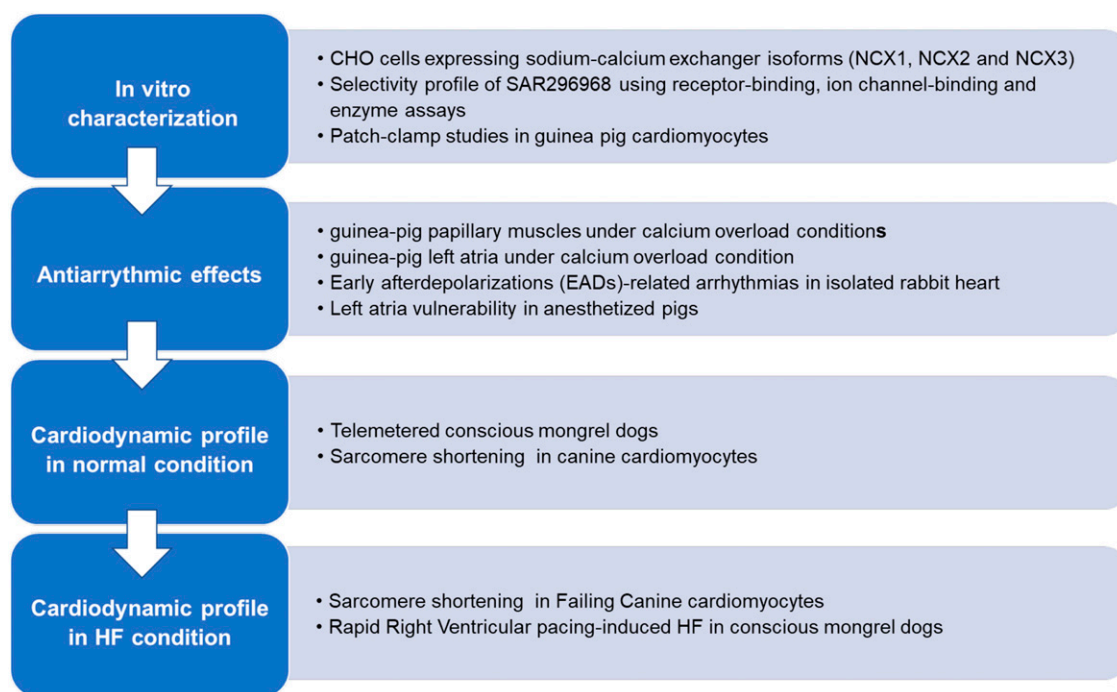 In vitro
characterization
• CHO cells expressing sodium-calcium exchanger isoforms (NCX1, NCX2 and NCX3)
• Selectivity profile of SAR296968 using receptor-binding, ion channel-binding and
enzyme assays
• Patch-clamp studies in guinea pig cardiomyocytes
Antiarrythmic effects
• guinea-pig papillary muscles under calcium overload conditions
• guinea-pig left atria under calcium overload condition
• Early afterdepolarizations (EADs)-related arrhythmias in isolated rabbit heart
• Left atria vulnerability in anesthetized pigs
Cardiodynamic profile
in normal condition
• Telemetered conscious mongrel dogs
• Sarcomere shortening in canine cardiomyocytes
Cardiodynamic profile
in HF condition
• Sarcomere shortening in Failing Canine cardiomyocytes
• Rapid Right Ventricular pacing-induced HF in conscious mongrel dogs